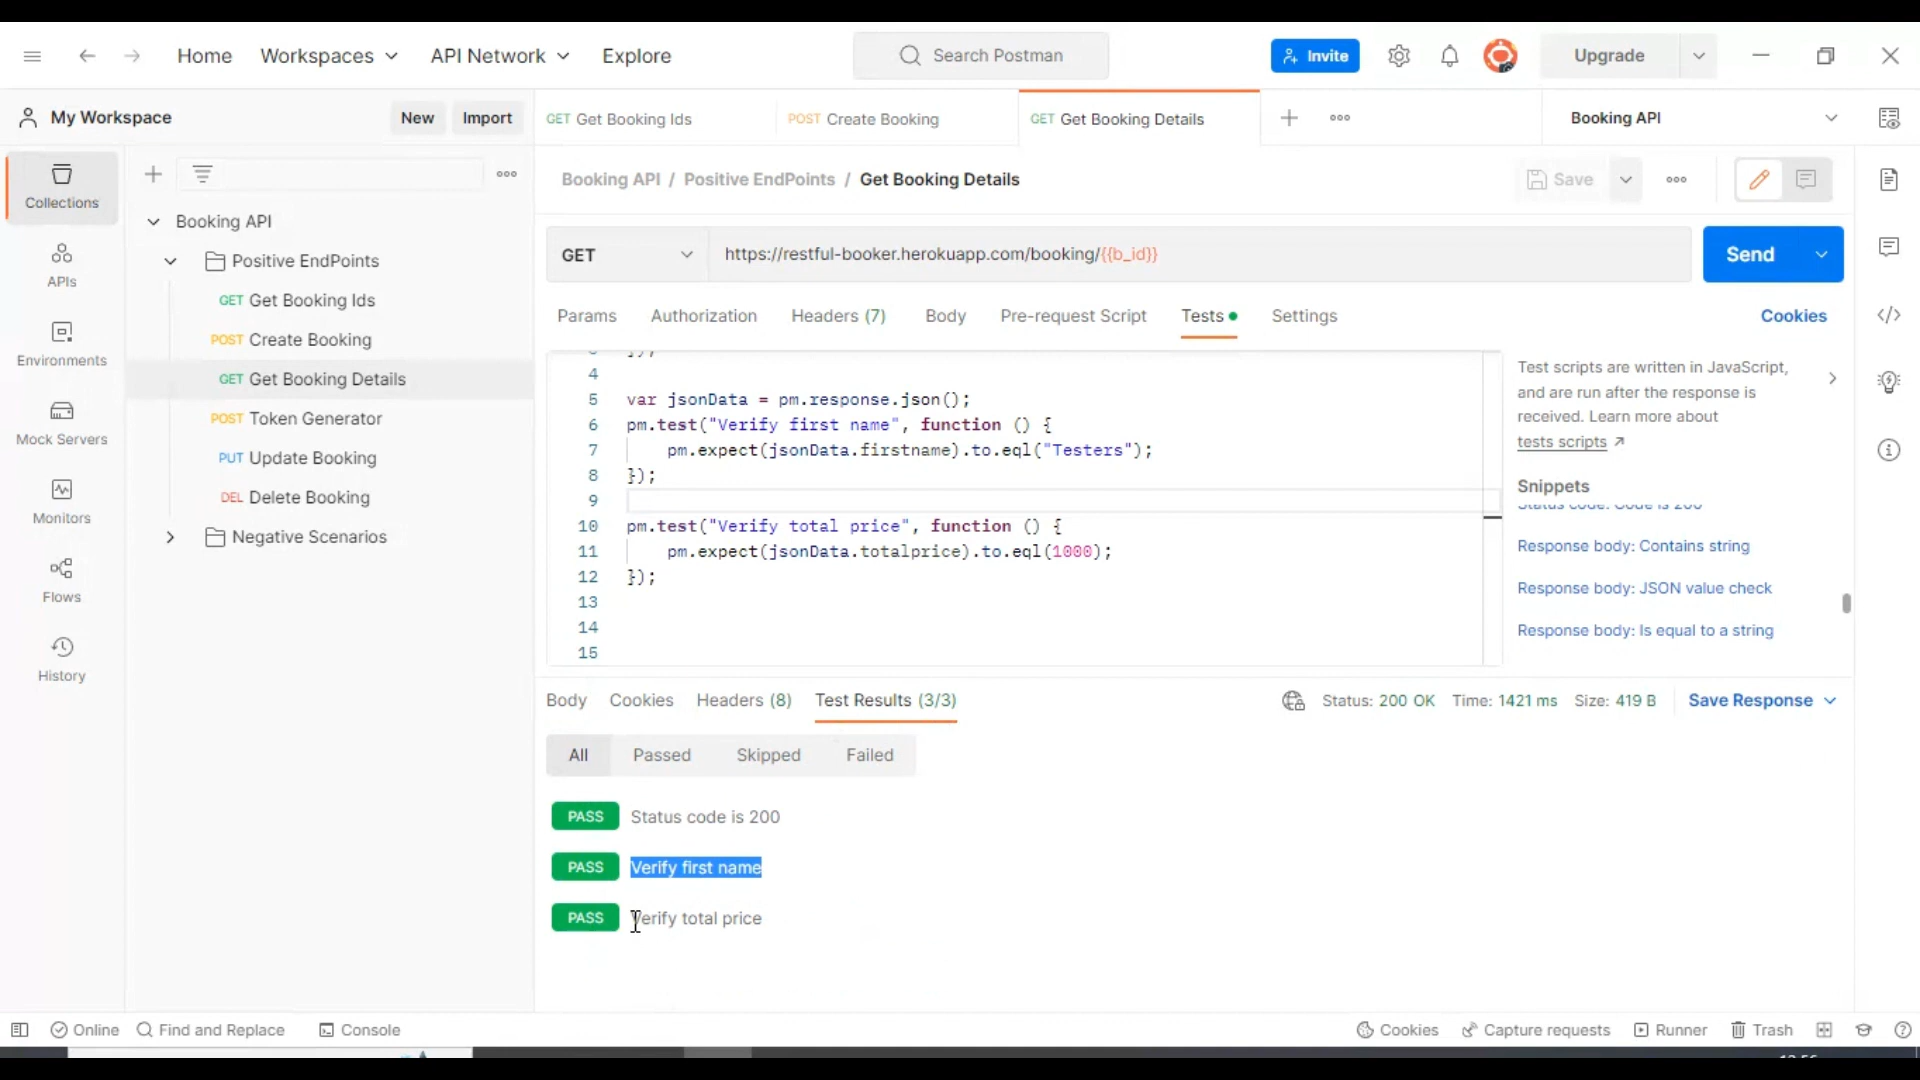 Home
Workspaces
API Network
Explore
Search Postman
Invite
Upgrade
My Workspace
New
Import
GET Get Booking Ids
POST Create Booking
GET Get Booking Details
Booking API
Collections
APIs
Environments
Mock Servers
Monitors
Flows
History
Booking API
Positive EndPoints
GET Get Booking Ids
POST Create Booking
GET Get Booking Details
POST Token Generator
PUT Update Booking
DEL Delete Booking
Negative Scenarios
Booking API / Positive EndPoints / Get Booking Details
Save
GET
https://restful-booker.herokuapp.com/booking/{{b_id}}
Send
Params
Authorization
Headers (7)
Body
Pre-request Script
Tests
Settings
Cookies
4
5 var jsonData = pm.response.json();
6 pm.test("Verify first name", function () {
7 pm.expect(jsonData.firstname).to.eql("Testers");
8 });
9
10 pm.test("Verify total price", function () {
11 pm.expect(jsonData.totalprice).to.eql(1000);
12 });
13
14
15
Test scripts are written in JavaScript,
and are run after the response is
received. Learn more about
tests scripts ↗
Snippets
Status code: Code is 200
Response body: Contains string
Response body: JSON value check
Response body: Is equal to a string
Body
Cookies
Headers (8)
Test Results (3/3)
Status: 200 OK
Time: 1421 ms
Size: 419 B
Save Response
All
Passed
Skipped
Failed
PASS Status code is 200
PASS Verify first name
PASS Verify total price
Online
Find and Replace
Console
Cookies
Capture requests
Runner
Trash